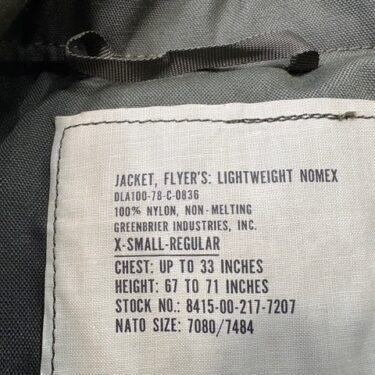 JACKET, FLYER'S: LIGHTWEIGHT NOMEX
DLA100-78-C-0836
100% NYLON, NON-MELTING
GREENBRIER INDUSTRIES, INC.
X-SMALL-REGULAR
CHEST: UP TO 33 INCHES
HEIGHT: 67 TO 71 INCHES
STOCK NO.: 8415-00-217-7207
NATO SIZE: 7080/7484